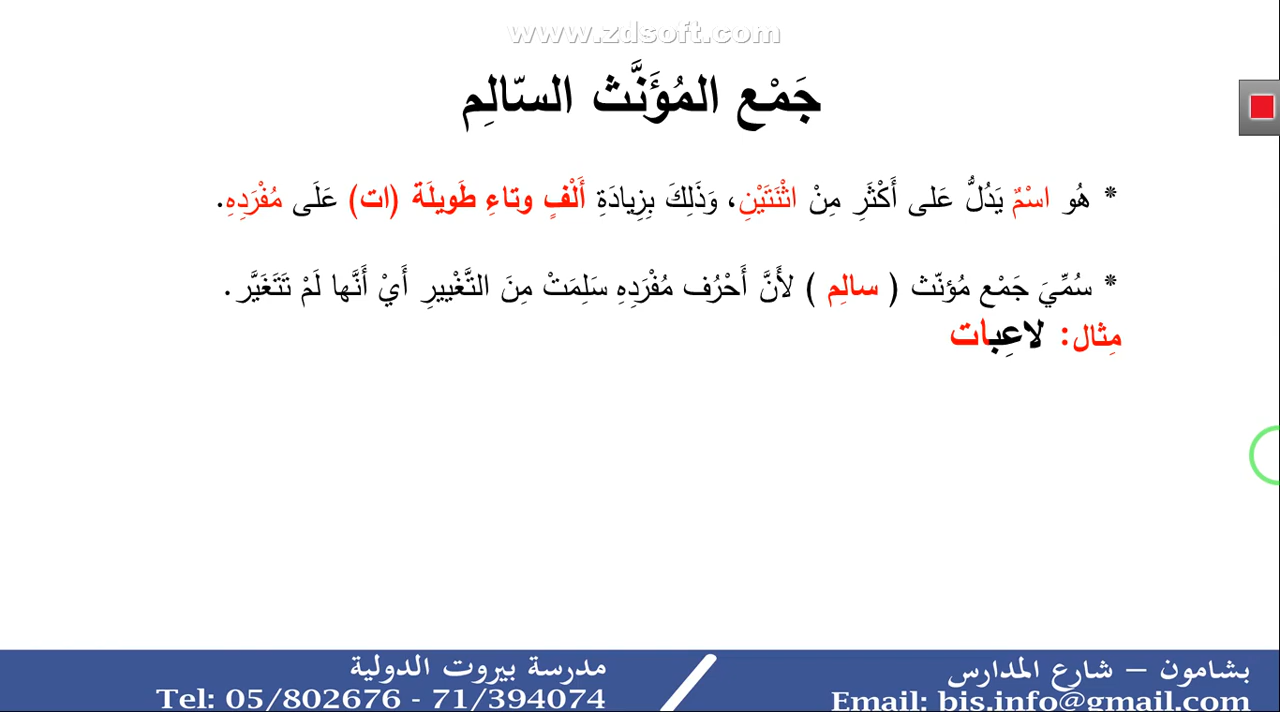 www.zdsoft.com
جَمْع المُؤَنَّث السّالِم
* هُو اسْمٌ يَدُلُّ عَلى أَكْثَرِ مِنْ اثْنَتَيْنِ، وَذَلِكَ بِزِيادَةِ أَلْفٍ وتاءِ طَويلَة (ات) عَلَى مُفْرَدِهِ.
* سُمِّيَ جَمْع مُؤنّث ( سالِم ) لأَنَّ أَحْرُف مُفْرَدِهِ سَلِمَتْ مِنَ التَّغْييرِ أَيْ أَنَّها لَمْ تَتَغَيَّر.
مِثال: لاعِبات
بشامون – شارع المدارس
Email: bis.info@gmail.com
مدرسة بيروت الدولية
Tel: 05/802676 - 71/394074